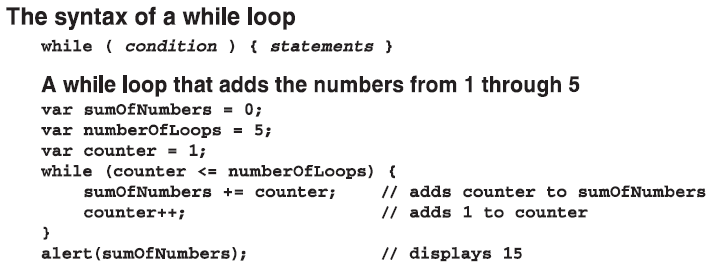 The syntax of a while loop
while ( condition ) { statements }
A while loop that adds the numbers from 1 through 5
var sumOfNumbers = 0;
var numberOfLoops = 5;
var counter = 1;
while (counter <= numberOfLoops) {
    sumOfNumbers += counter;    // adds counter to sumOfNumbers
    counter++;                  // adds 1 to counter
}
alert(sumOfNumbers);            // displays 15